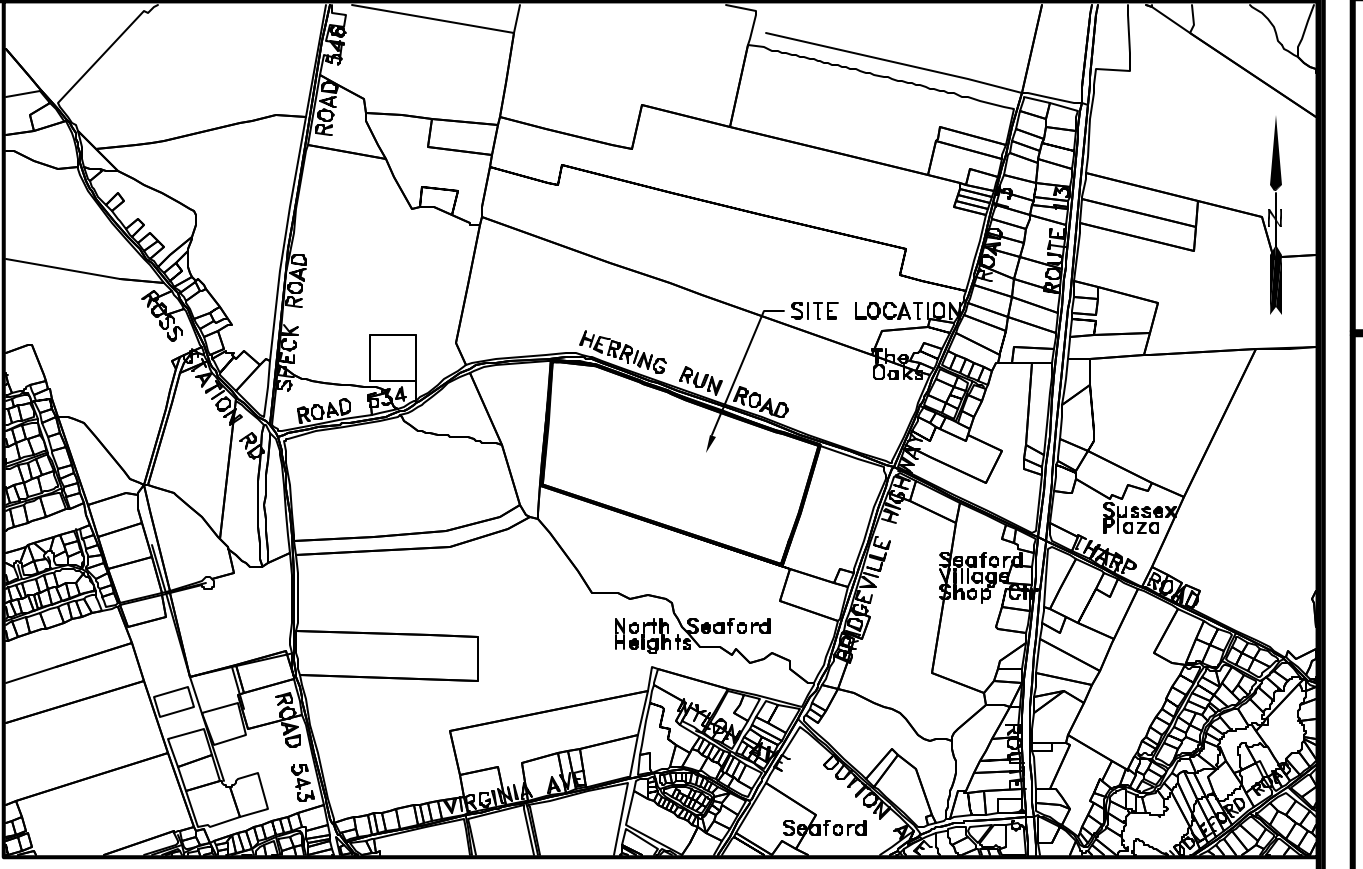 ROAD 546
ROAD 13
ROUTE 13
N
SPECK ROAD
ROSS STATION RD
SITE LOCATION
HERRING RUN ROAD
The
Oaks
ROAD 534
BRIDGEVILLE HIGHWAY
Sussex
Plaza
THARP ROAD
Seaford
Village
Shop Ctr
North Seaford
Heights
ROAD 543
NYLON AVE
ROUTE
DUTTON AVE
VIRGINIA AVE
Seaford